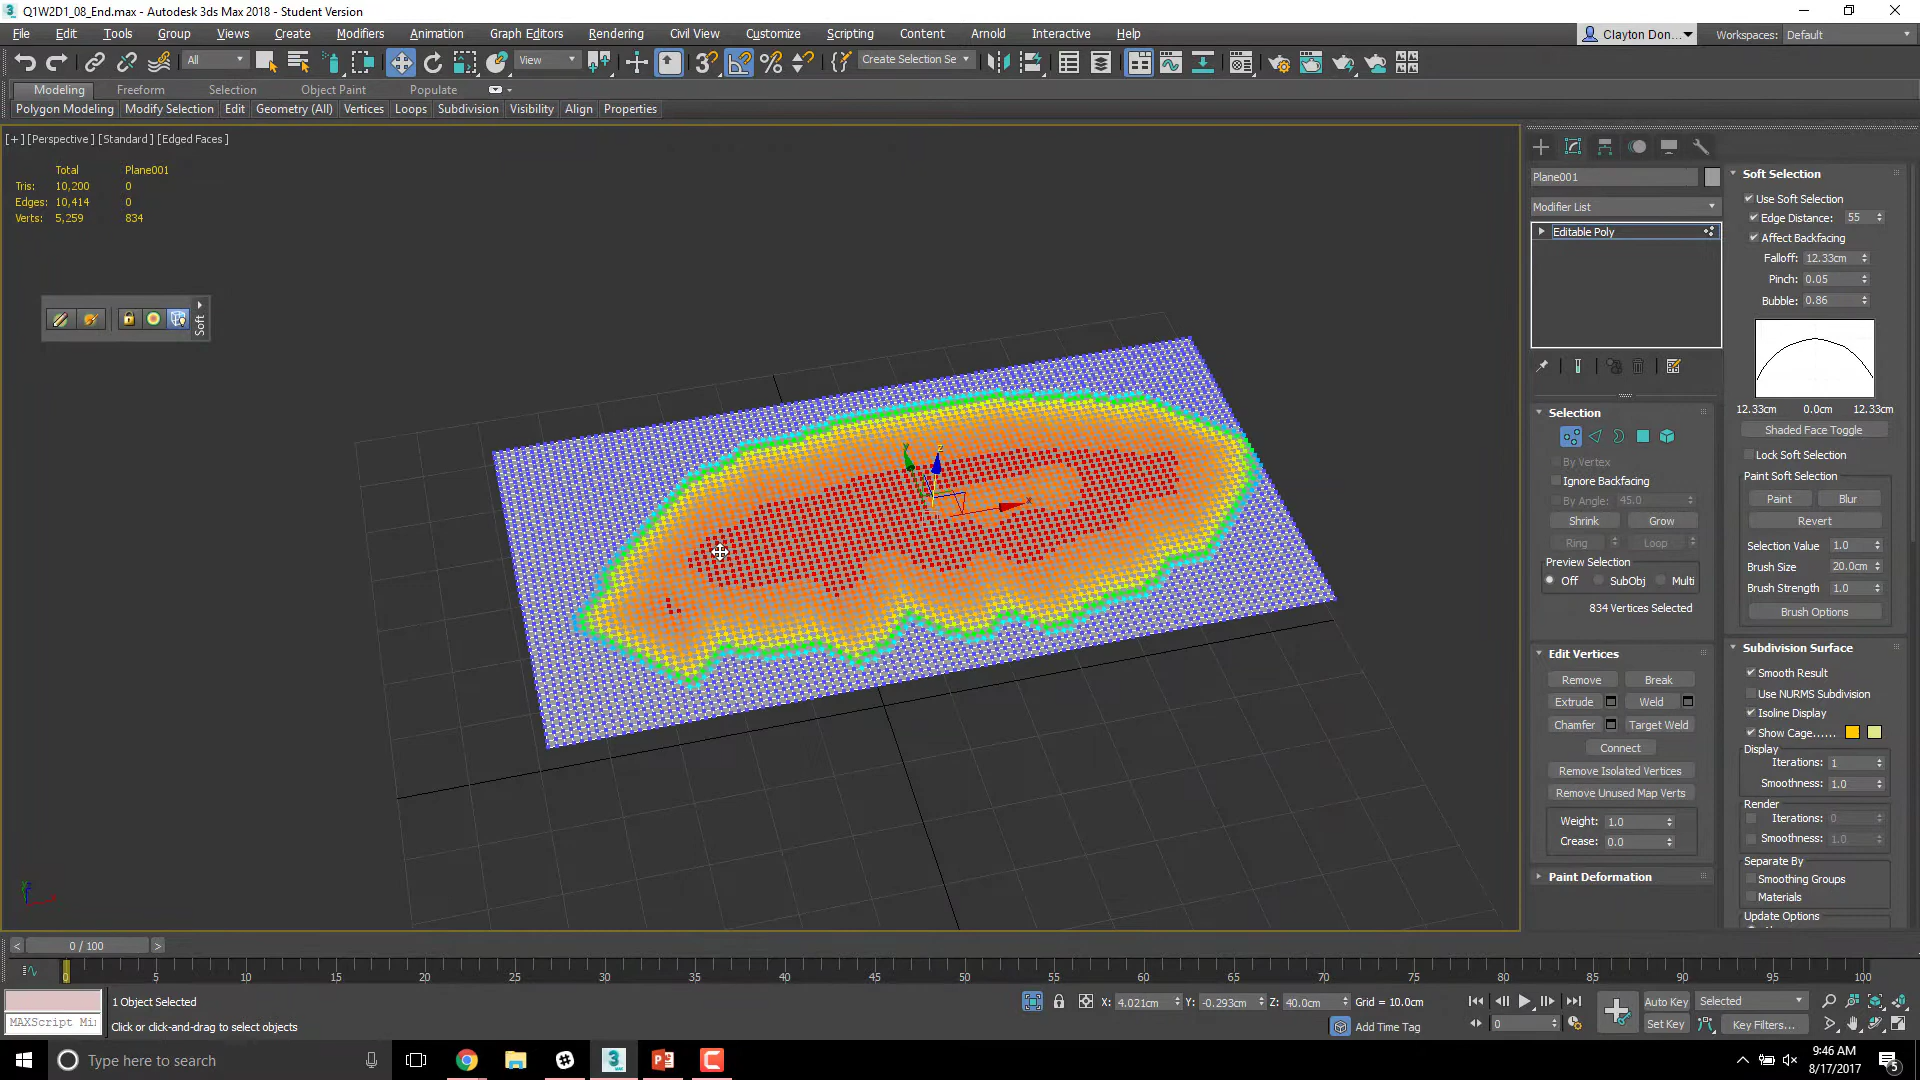 Q1W2D1_08_End.max - Autodesk 3ds Max 2018 - Student Version
File Edit Tools Group Views Create Modifiers Animation Graph Editors Rendering Civil View Customize Scripting Content Arnold Interactive Help Clayton Don... Workspaces: Default
All View Create Selection Se
Modeling Freeform Selection Object Paint Populate
Polygon Modeling Modify Selection Edit Geometry (All) Vertices Loops Subdivision Visibility Align Properties
[+] [Perspective ] [Standard ] [Edged Faces ]
Total Plane001
Tris: 10,200 0
Edges: 10,414 0
Verts: 5,259 834
Soft
Plane001
Modifier List
Editable Poly
Selection
By Vertex
Ignore Backfacing
By Angle: 45.0
Shrink Grow
Ring Loop
Preview Selection
Off SubObj Multi
834 Vertices Selected
Edit Vertices
Remove Break
Extrude Weld
Chamfer Target Weld
Connect
Remove Isolated Vertices
Remove Unused Map Verts
Weight: 1.0
Crease: 0.0
Paint Deformation
Soft Selection
Use Soft Selection
Edge Distance: 55
Affect Backfacing
Falloff: 12.33cm
Pinch: 0.05
Bubble: 0.86
12.33cm 0.0cm 12.33cm
Shaded Face Toggle
Lock Soft Selection
Paint Soft Selection
Paint Blur
Revert
Selection Value 1.0
Brush Size 20.0cm
Brush Strength 1.0
Brush Options
Subdivision Surface
Smooth Result
Use NURMS Subdivision
Isoline Display
Show Cage......
Display
Iterations: 1
Smoothness: 1.0
Render
Iterations: 0
Smoothness: 1.0
Separate By
Smoothing Groups
Materials
Update Options
x y z
< 0 / 100 >
0 5 10 15 20 25 30 35 40 45 50 55 60 65 70 75 80 85 90 95 100
1 Object Selected
X: 4.021cm Y: -0.293cm Z: 40.0cm Grid = 10.0cm
Auto Key Selected
MAXScript Mi
Click or click-and-drag to select objects
Add Time Tag
0
Set Key Key Filters...
Type here to search
3
9:46 AM
8/17/2017
5